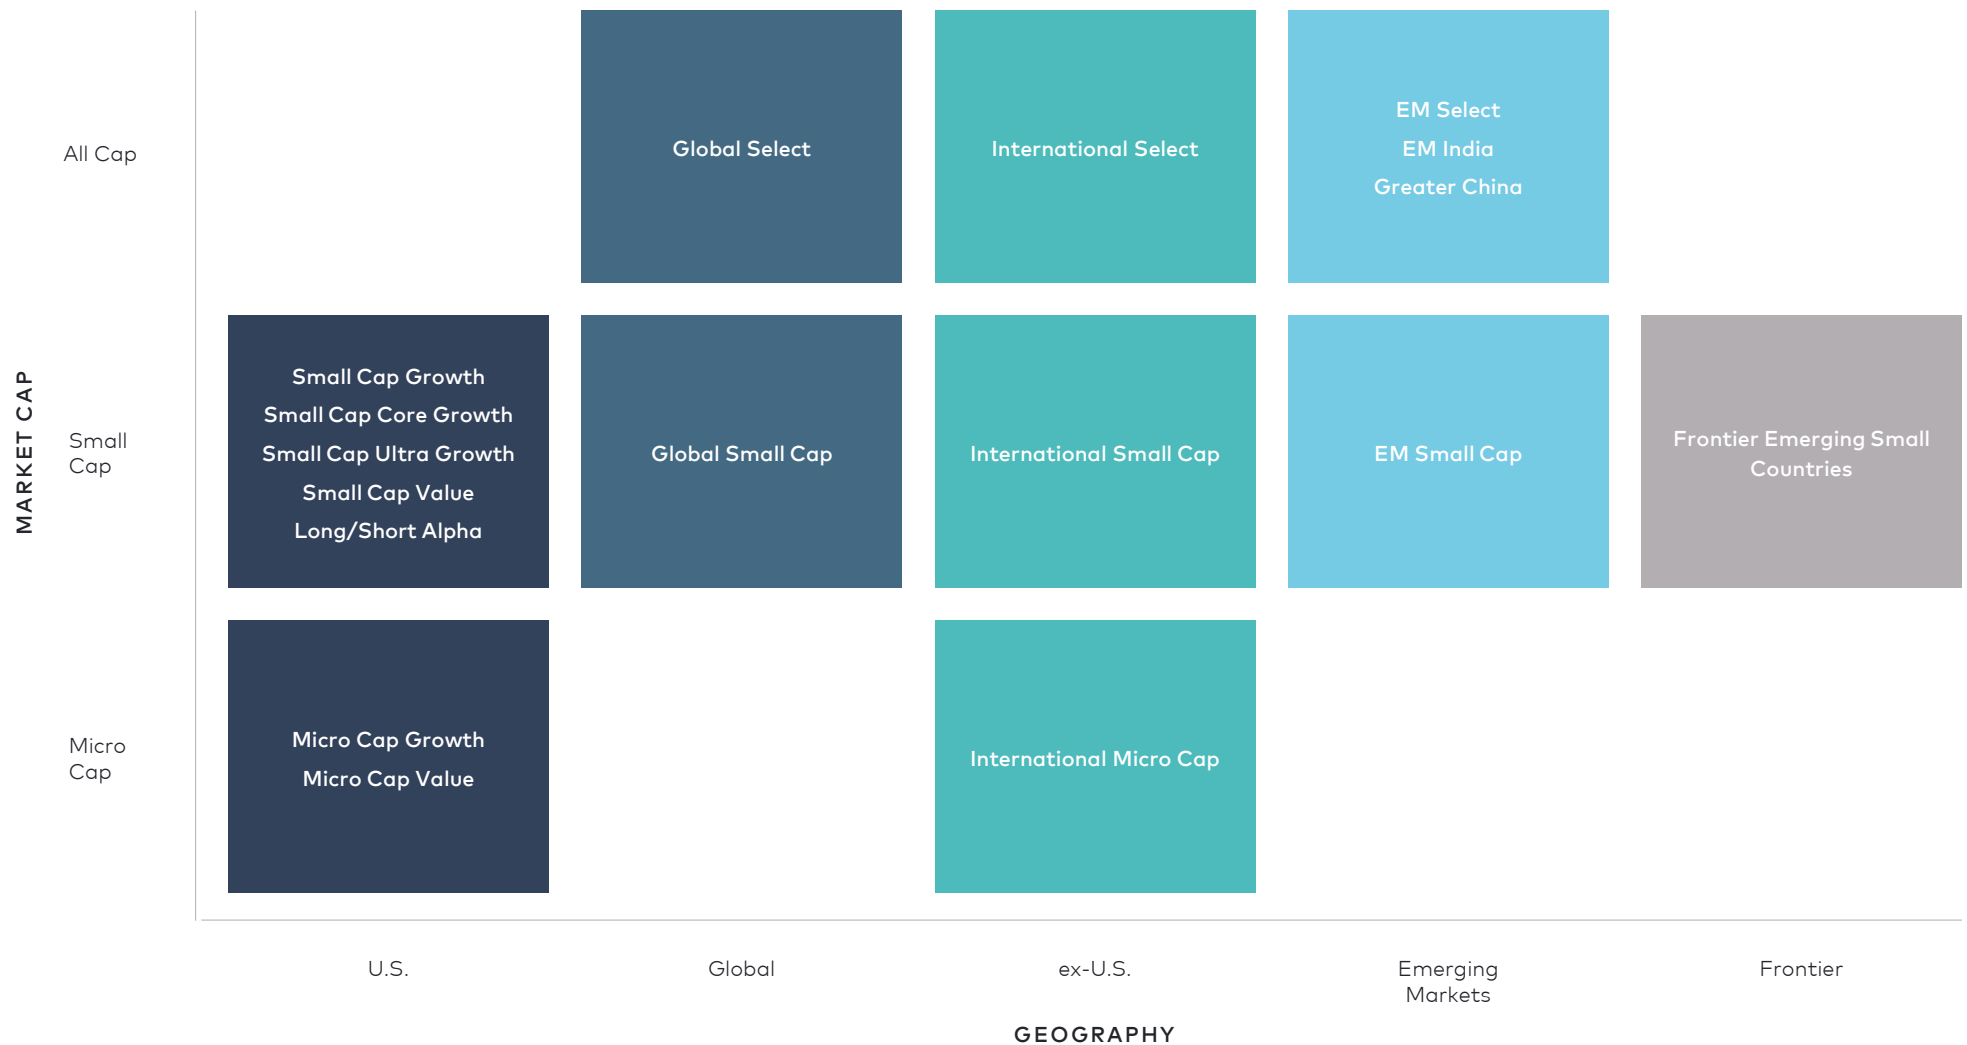 All Cap
Global Select
International Select
EM Select
EM India
Greater China
MARKET CAP
Small
Cap
Small Cap Growth
Small Cap Core Growth
Small Cap Ultra Growth
Small Cap Value
Long/Short Alpha
Global Small Cap
International Small Cap
EM Small Cap
Frontier Emerging Small
Countries
Micro
Cap
Micro Cap Growth
Micro Cap Value
International Micro Cap
U.S.
Global
ex-U.S.
Emerging
Markets
Frontier
GEOGRAPHY